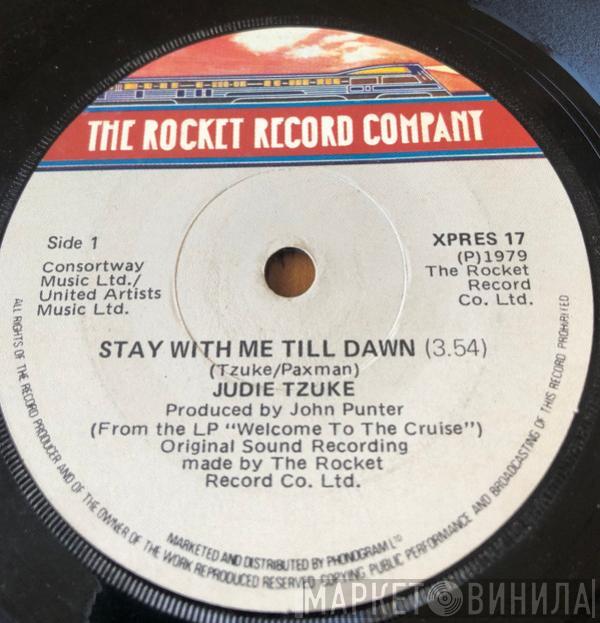 THE ROCKET RECORD COMPANY
Side 1
Consortway
Music Ltd./
United Artists
Music Ltd.
XPRES 17
(P)1979
The Rocket
Record
Co. Ltd.
STAY WITH ME TILL DAWN (3.54)
(Tzuke/Paxman)
JUDIE TZUKE
Produced by John Punter
(From the LP "Welcome To The Cruise")
Original Sound Recording
made by The Rocket
Record Co. Ltd.
MARKETED AND DISTRIBUTED BY PHONOGRAM LTD
ALL RIGHTS OF THE RECORD PRODUCER AND OF THE OWNER OF THE WORK REPRODUCED RESERVED COPYING PUBLIC PERFORMANCE AND BROADCASTING OF THIS RECORD PROHIBITED
МАРКЕТ ВИНИЛА